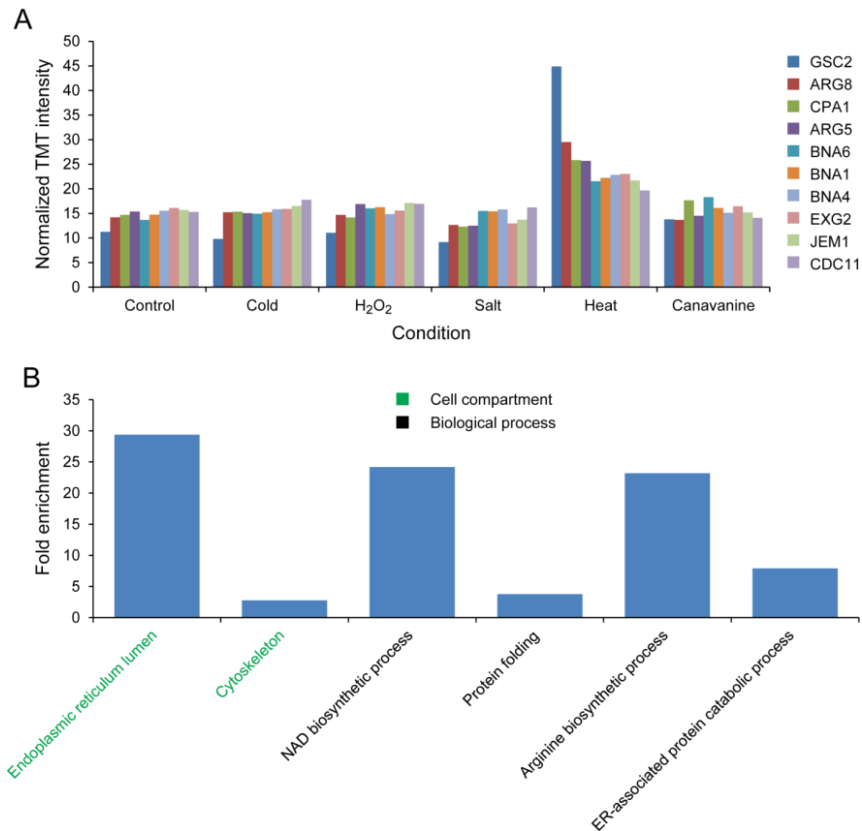 A
Normalized TMT intensity
50
45
40
35
30
25
20
15
10
5
0
Control Cold H₂O₂ Salt Heat Canavanine
Condition
GSC2
ARG8
CPA1
ARG5
BNA6
BNA1
BNA4
EXG2
JEM1
CDC11
B
Fold enrichment
35
30
25
20
15
10
5
0
Cell compartment
Biological process
Endoplasmic reticulum lumen
Cytoskeleton
NAD biosynthetic process
Protein folding
Arginine biosynthetic process
ER-associated protein catabolic process